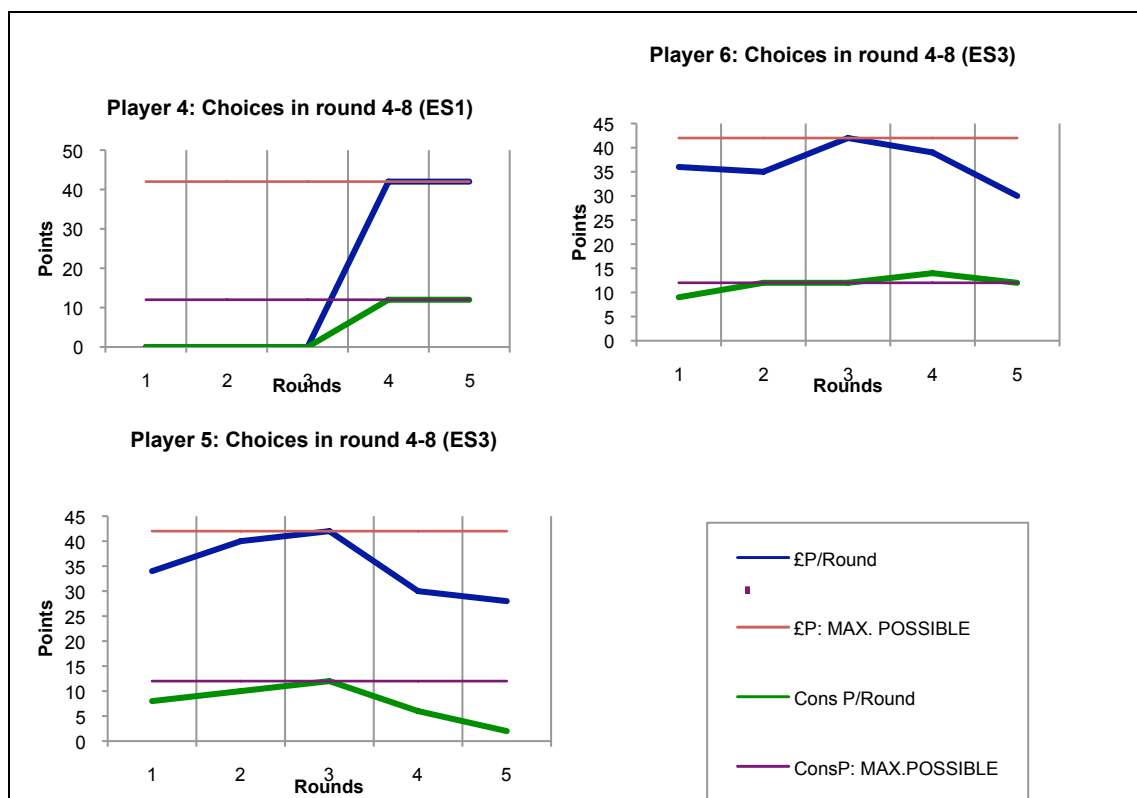 Player 6: Choices in round 4-8 (ES3)
45
40
35
30
25
20
15
10
5
0
Points
1 2 3 4 5
Rounds
Player 4: Choices in round 4-8 (ES1)
50
40
30
20
10
0
Points
1 2 3 4 5
Rounds
Player 5: Choices in round 4-8 (ES3)
45
40
35
30
25
20
15
10
5
0
Points
1 2 3 4 5
Rounds
£P/Round
£P: MAX. POSSIBLE
Cons P/Round
ConsP: MAX.POSSIBLE